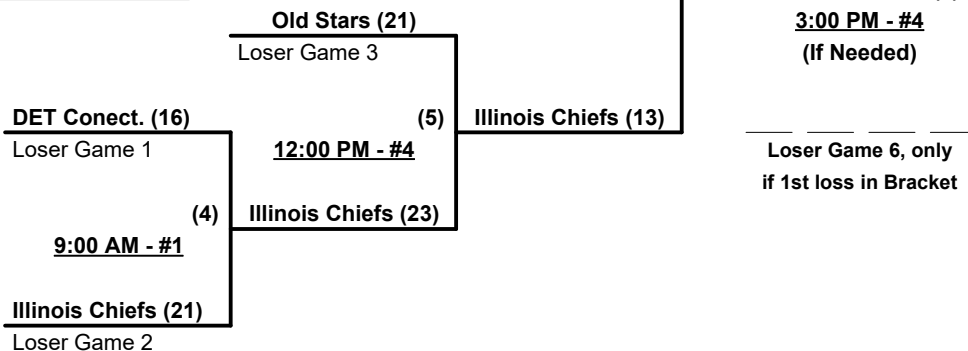 Old Stars (21)
Loser Game 3
3:00 PM - #4
(If Needed)
DET Conect. (16)
Loser Game 1
(5)
12:00 PM - #4
Illinois Chiefs (13)
Loser Game 6, only
if 1st loss in Bracket
(4)
9:00 AM - #1
Illinois Chiefs (23)
Illinois Chiefs (21)
Loser Game 2